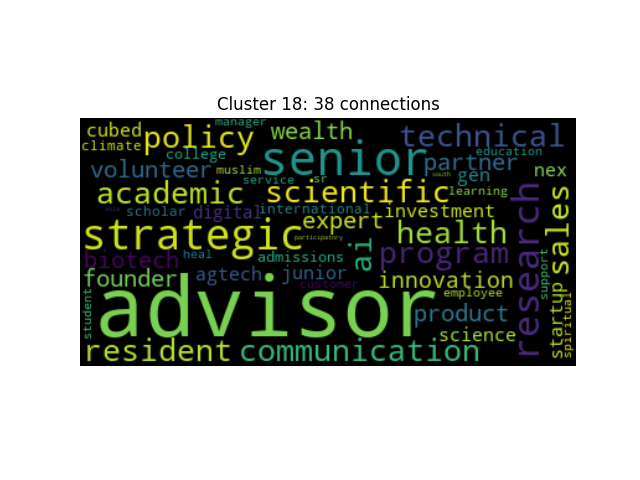 Cluster 18: 38 connections
manager
cubed
policy
wealth
technical
climate
college
senior
education
volunteer
muslim
partner
nex
service
sr
youth
gen
academic
scientific
learning
scholar
digital
international
investment
research
sales
strategic
expert
health
participatory
biotech
heal
admissions
ai
program
founder
agtech
junior
customer
innovation
support
student
advisor
employee
product
startup
spiritual
science
resident
communication